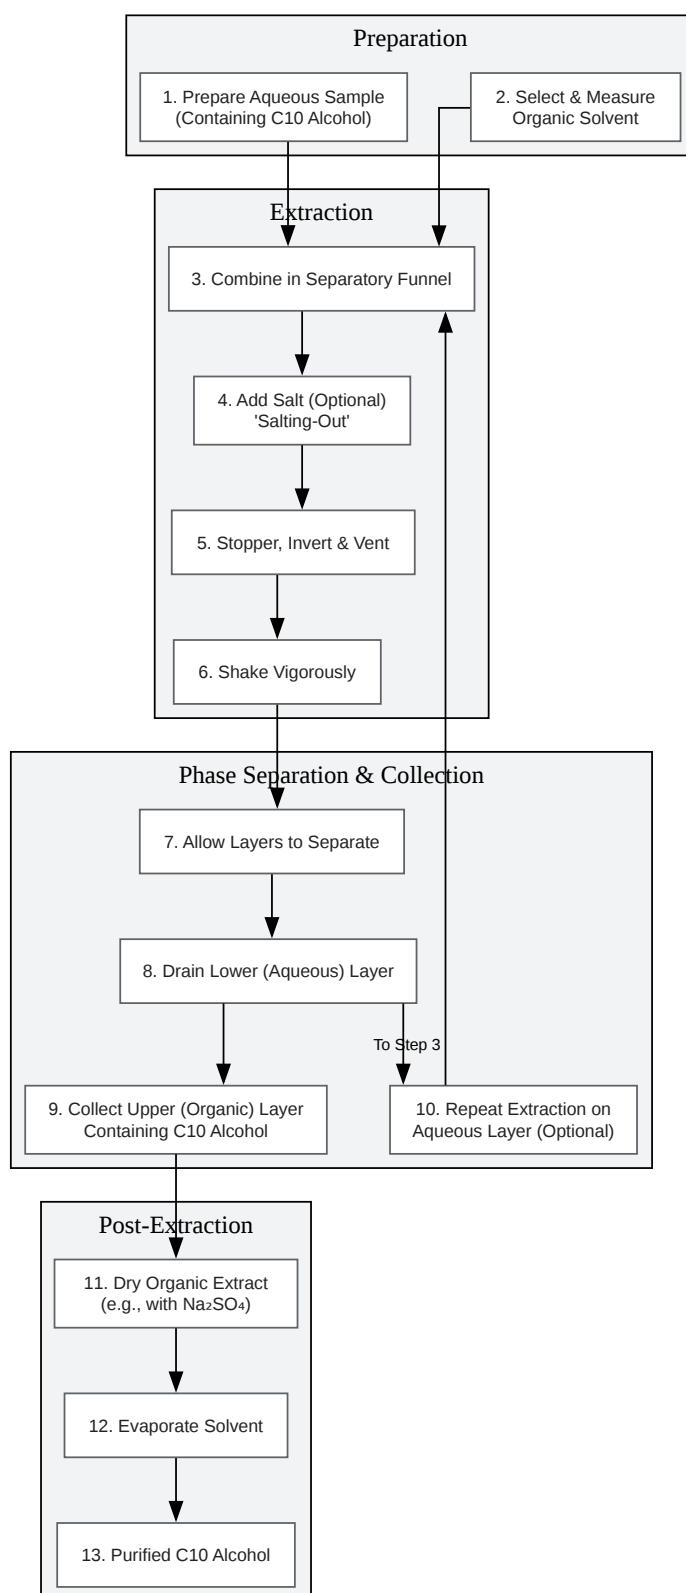 Preparation
1. Prepare Aqueous Sample
(Containing C10 Alcohol)
2. Select & Measure
Organic Solvent
Extraction
3. Combine in Separatory Funnel
4. Add Salt (Optional)
'Salting-Out'
5. Stopper, Invert & Vent
6. Shake Vigorously
Phase Separation & Collection
7. Allow Layers to Separate
8. Drain Lower (Aqueous) Layer
To Step 3
9. Collect Upper (Organic) Layer
Containing C10 Alcohol
10. Repeat Extraction on
Aqueous Layer (Optional)
Post-Extraction
11. Dry Organic Extract
(e.g., with Na₂SO₄)
12. Evaporate Solvent
13. Purified C10 Alcohol